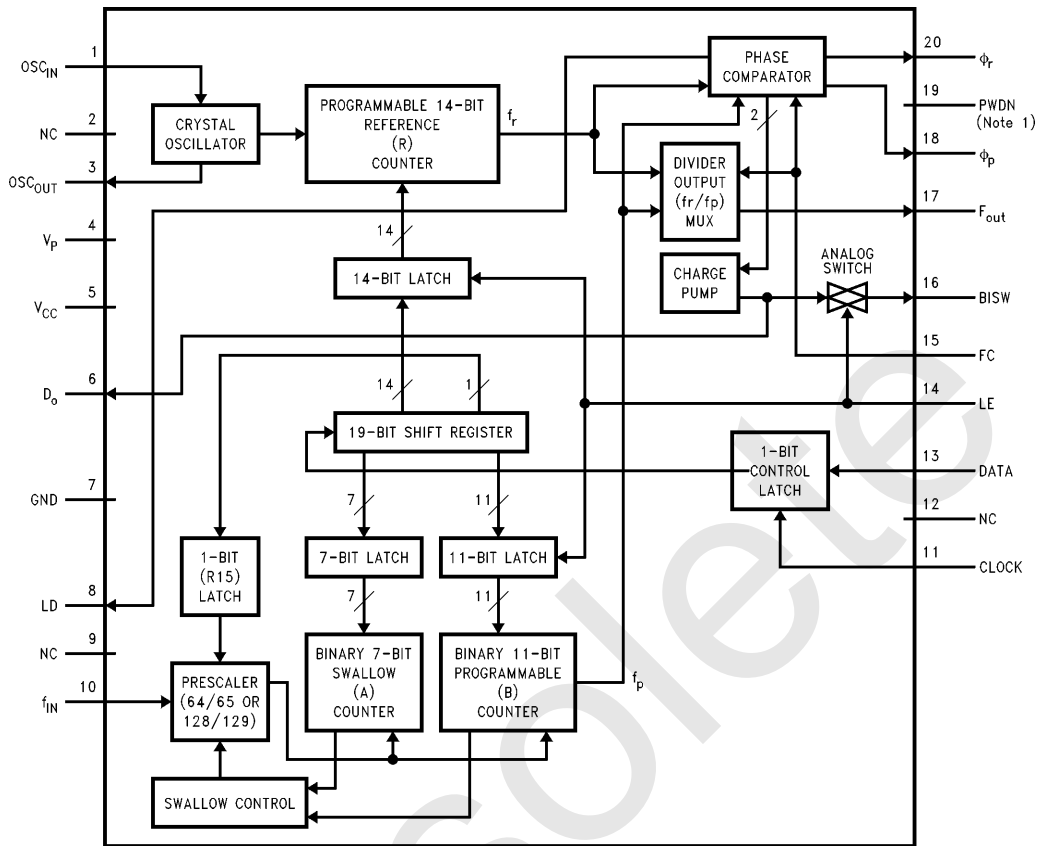 1
OSC_IN
2
NC
3
OSC_OUT
4
V_P
5
V_CC
6
D_o
7
GND
8
LD
9
NC
10
f_IN
CRYSTAL
OSCILLATOR
PROGRAMMABLE 14-BIT
REFERENCE
(R)
COUNTER
f_r
PHASE
COMPARATOR
2
DIVIDER
OUTPUT
(fr/fp)
MUX
CHARGE
PUMP
ANALOG
SWITCH
14
14-BIT LATCH
14
1
19-BIT SHIFT REGISTER
7
11
1-BIT
(R15)
LATCH
7-BIT LATCH
11-BIT LATCH
7
11
1-BIT
CONTROL
LATCH
PRESCALER
(64/65 OR
128/129)
BINARY 7-BIT
SWALLOW
(A)
COUNTER
BINARY 11-BIT
PROGRAMMABLE
(B)
COUNTER
f_p
SWALLOW CONTROL
20
ϕ_r
19
PWDN
(Note 1)
18
ϕ_p
17
F_out
16
BISW
15
FC
14
LE
13
DATA
12
NC
11
CLOCK
solete